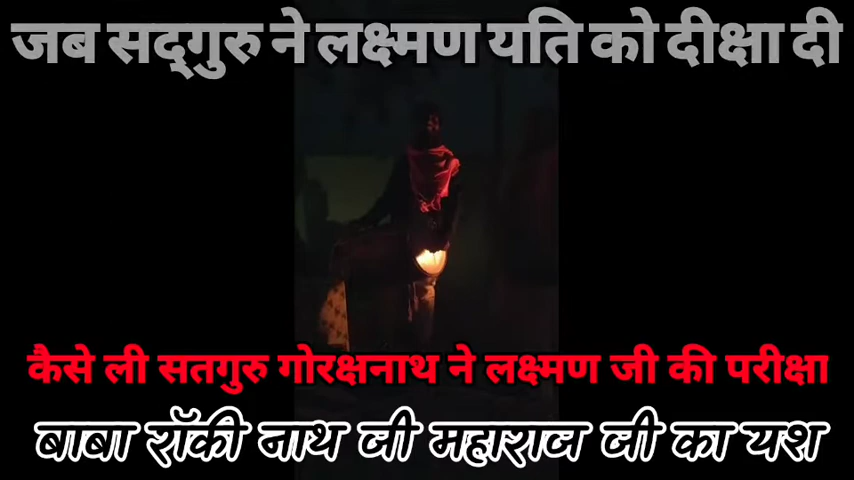 जब सद्गुरु ने लक्ष्मण यति को दीक्षा दी
कैसे ली सतगुरु गोरक्षनाथ ने लक्ष्मण जी की परीक्षा
बाबा रॉकी नाथ जी महाराज जी का यश